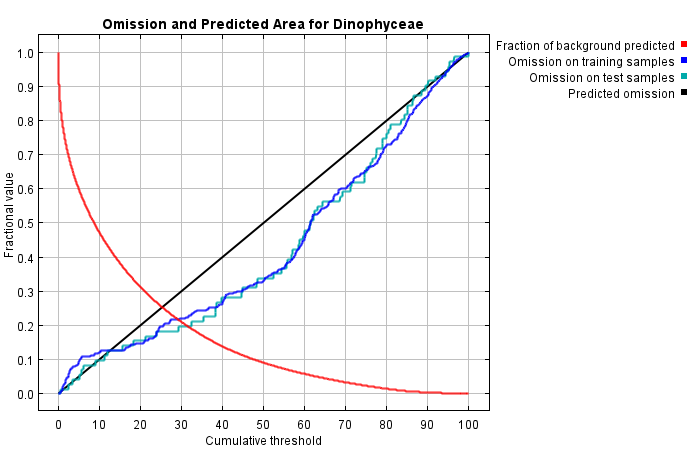 Omission and Predicted Area for Dinophyceae
Fraction of background predicted
Omission on training samples
Omission on test samples
Predicted omission
Fractional value
1.0
0.9
0.8
0.7
0.6
0.5
0.4
0.3
0.2
0.1
0.0
0 10 20 30 40 50 60 70 80 90 100
Cumulative threshold